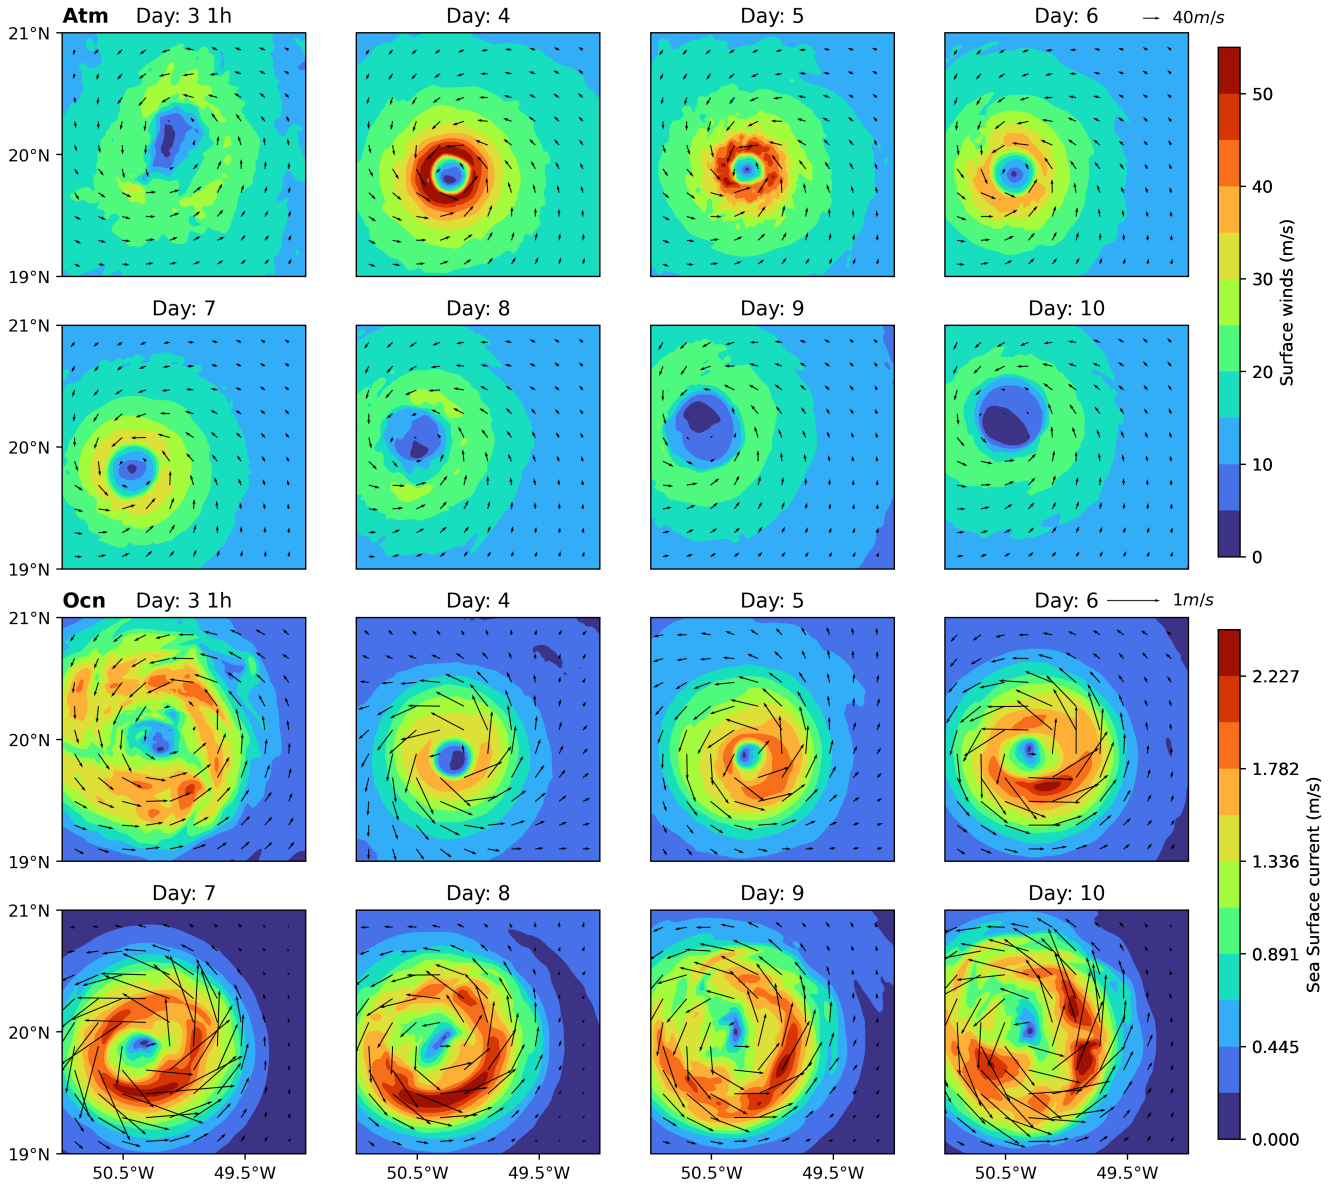 Atm Day: 3 1h Day: 4 Day: 5 Day: 6 40m/s
21°N
20°N
19°N
Day: 7 Day: 8 Day: 9 Day: 10
21°N
20°N
19°N
50
40
30
20
10
0
Surface winds (m/s)
Ocn Day: 3 1h Day: 4 Day: 5 Day: 6 1m/s
21°N
20°N
19°N
Day: 7 Day: 8 Day: 9 Day: 10
21°N
20°N
19°N
50.5°W 49.5°W 50.5°W 49.5°W 50.5°W 49.5°W 50.5°W 49.5°W
2.227
1.782
1.336
0.891
0.445
0.000
Sea Surface current (m/s)